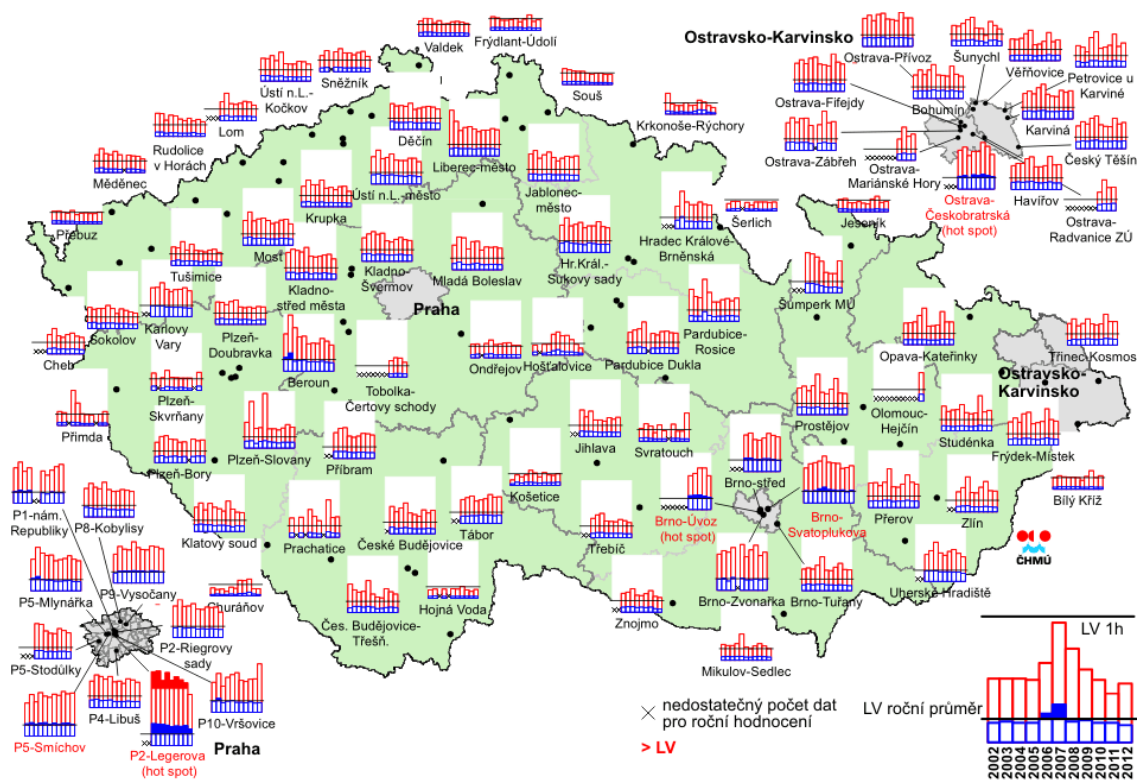 Valdek
Frýdlant-Údolí
Ostravsko-Karvinsko
Ostrava-Přívoz
Šunychl
Věřňovice
Petrovice u
Karviné
Ústí n.L.-
Kočkov
Sněžník
Souš
Ostrava-Fifejdy
Bohumín
Karviná
Lom
Krkonoše-Rýchory
Rudolice
v Horách
Děčín
Liberec-město
Ostrava-Zábřeh
Český Těšín
Měděnec
Ústí n.L.-město
Jablonec-
město
Ostrava-
Mariánské Hory
Ostrava-
Českobratrská
(hot spot)
Havířov
Ostrava-
Radvanice ZÚ
Krupka
Přebuz
Šerlich
Jeseník
Hradec Králové-
Brněnská
Tušimice
Most
Kladno-
střed města
Kladno-
Švermov
Mladá Boleslav
Hr.Král.-
Sukovy sady
Šumperk MÚ
Praha
Sokolov
Karlovy
Vary
Plzeň-
Doubravka
Pardubice-
Rosice
Cheb
Beroun
Ondřejov
Hošťalovice
Pardubice Dukla
Opava-Kateřinky
Třinec-Kosmos
Tobolka-
Čertovy schody
Ostravsko-
Karvinsko
Plzeň-
Skvrňany
Olomouc-
Hejčín
Přimda
Prostějov
Studénka
Plzeň-Bory
Plzeň-Slovany
Příbram
Jihlava
Svratouch
Frýdek-Místek
Brno-střed
Košetice
Bílý Kříž
P1-nám.
Republiky
P8-Kobylisy
Klatovy soud
Prachatice
České Budějovice
Tábor
Třebíč
Brno-Úvoz
(hot spot)
Brno-
Svatoplukova
Přerov
Zlín
ČHMÚ
P5-Mlynářka
P9-Vysočany
Churáňov
Čes. Budějovice-
Třešň.
Hojná Voda
Znojmo
Brno-Zvonařka
Brno-Tuřany
Uherské Hradiště
P5-Stodůlky
P2-Riegrovy
sady
Mikulov-Sedlec
LV 1h
P5-Smíchov
P4-Libuš
P2-Legerova
(hot spot)
P10-Vršovice
Praha
nedostatečný počet dat
pro roční hodnocení
> LV
LV roční průměr
2002
2003
2004
2005
2006
2007
2008
2009
2010
2011
2012